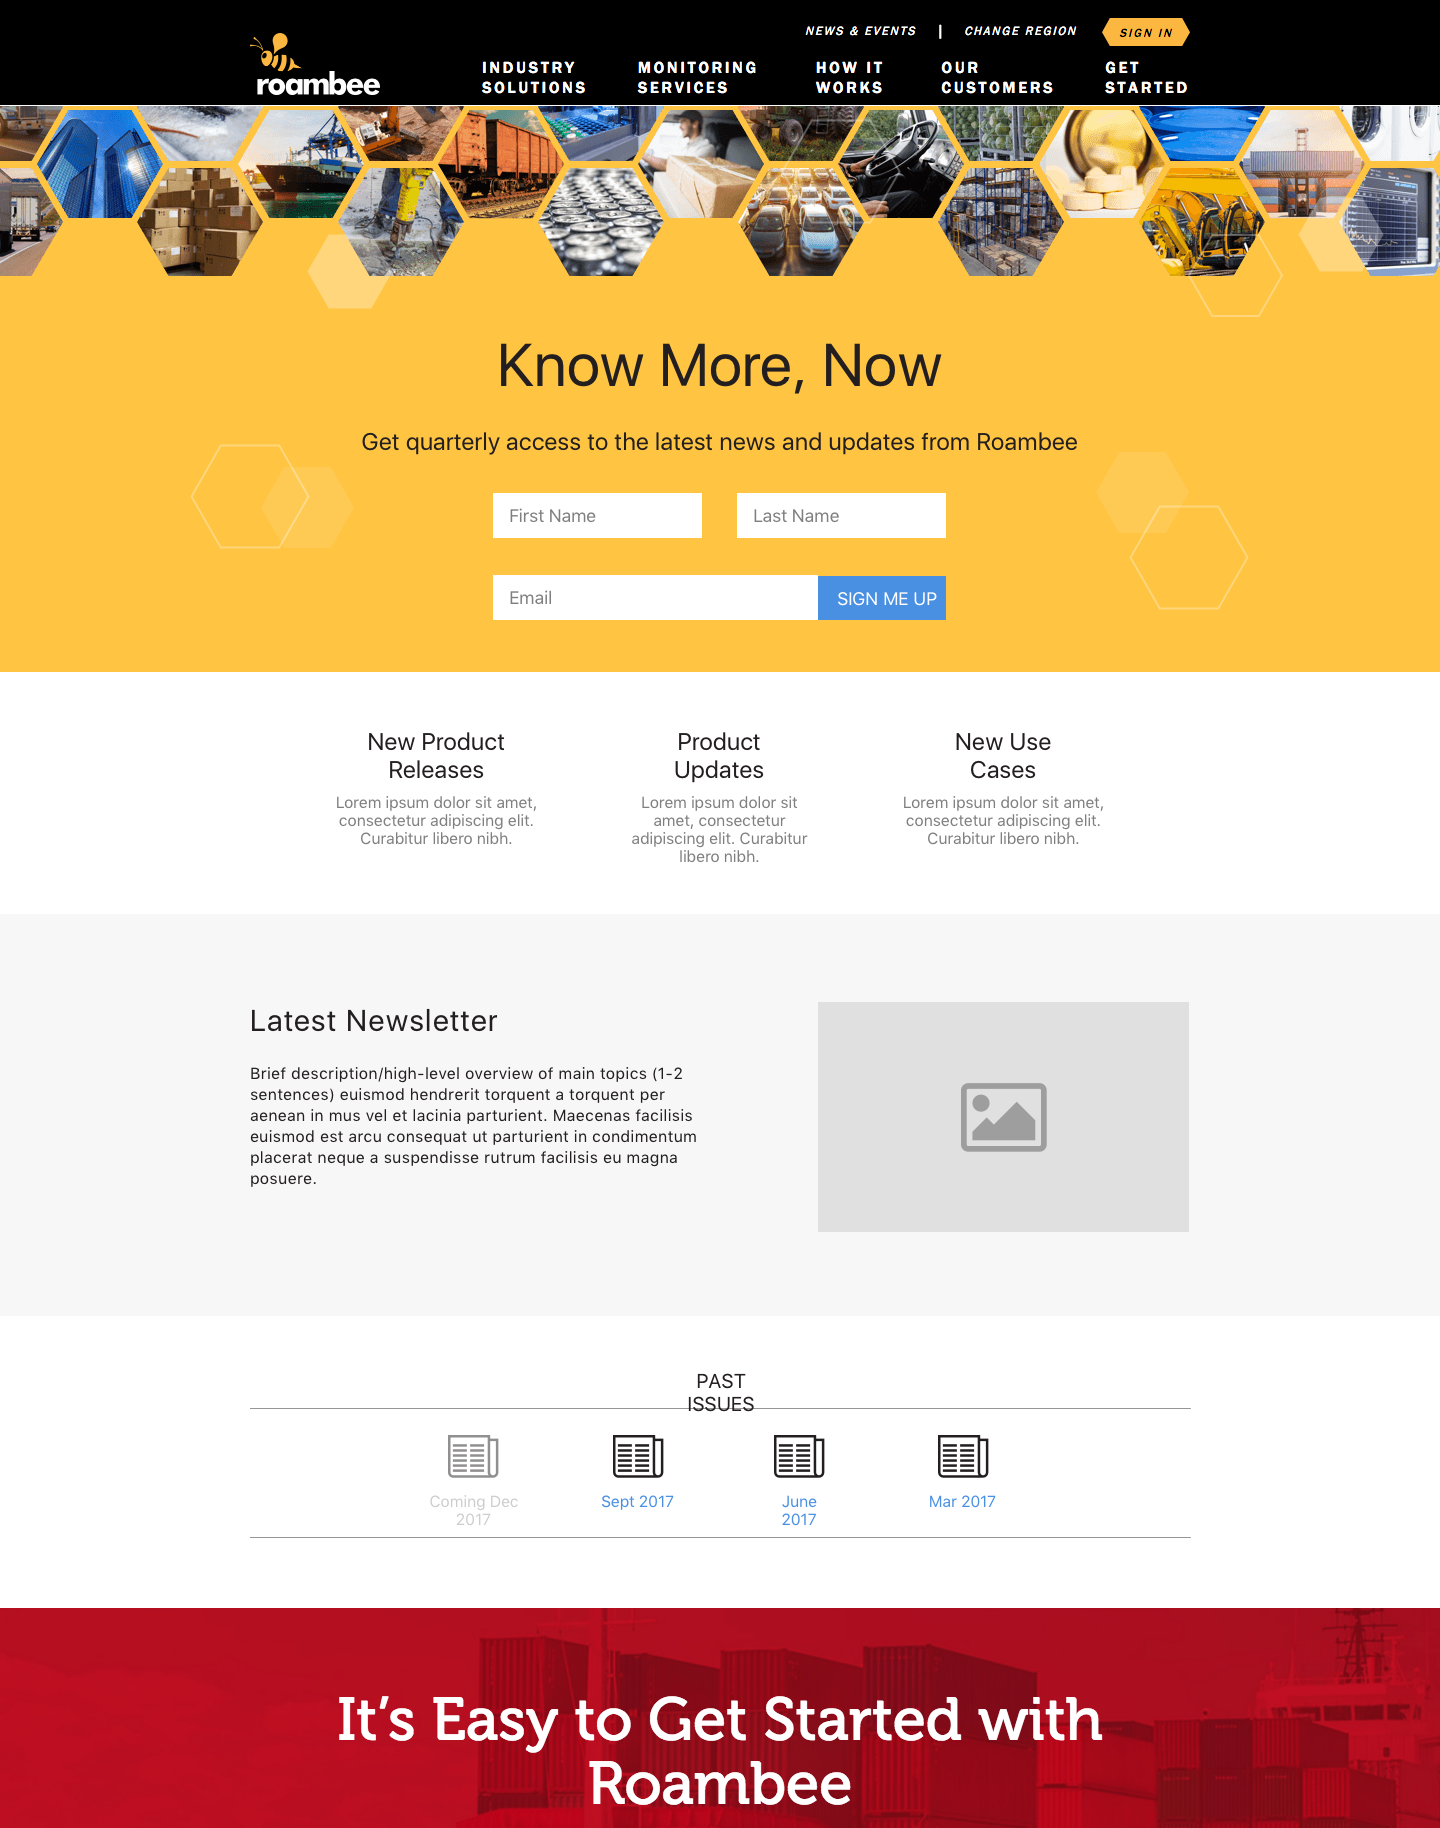 NEWS & EVENTS | CHANGE REGION SIGN IN
roambee
INDUSTRY SOLUTIONS
MONITORING SERVICES
HOW IT WORKS
OUR CUSTOMERS
GET STARTED
Know More, Now
Get quarterly access to the latest news and updates from Roambee
First Name Last Name
Email SIGN ME UP
New Product
Releases
Lorem ipsum dolor sit amet,
consectetur adipiscing elit.
Curabitur libero nibh.
Product
Updates
Lorem ipsum dolor sit
amet, consectetur
adipiscing elit. Curabitur
libero nibh.
New Use
Cases
Lorem ipsum dolor sit amet,
consectetur adipiscing elit.
Curabitur libero nibh.
Latest Newsletter
Brief description/high-level overview of main topics (1-2
sentences) euismod hendrerit torquent a torquent per
aenean in mus vel et lacinia parturient. Maecenas facilisis
euismod est arcu consequat ut parturient in condimentum
placerat neque a suspendisse rutrum facilisis eu magna
posuere.
PAST
ISSUES
Coming Dec
2017
Sept 2017
June
2017
Mar 2017
It’s Easy to Get Started with
Roambee